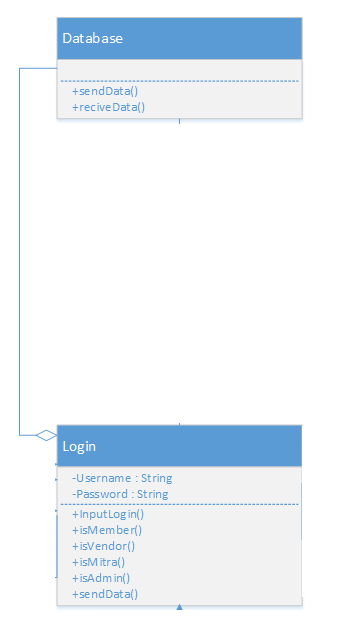 Database
+sendData()
+reciveData()
Login
-Username : String
-Password : String
+InputLogin()
+isMember()
+isVendor()
+isMitra()
+isAdmin()
+sendData()